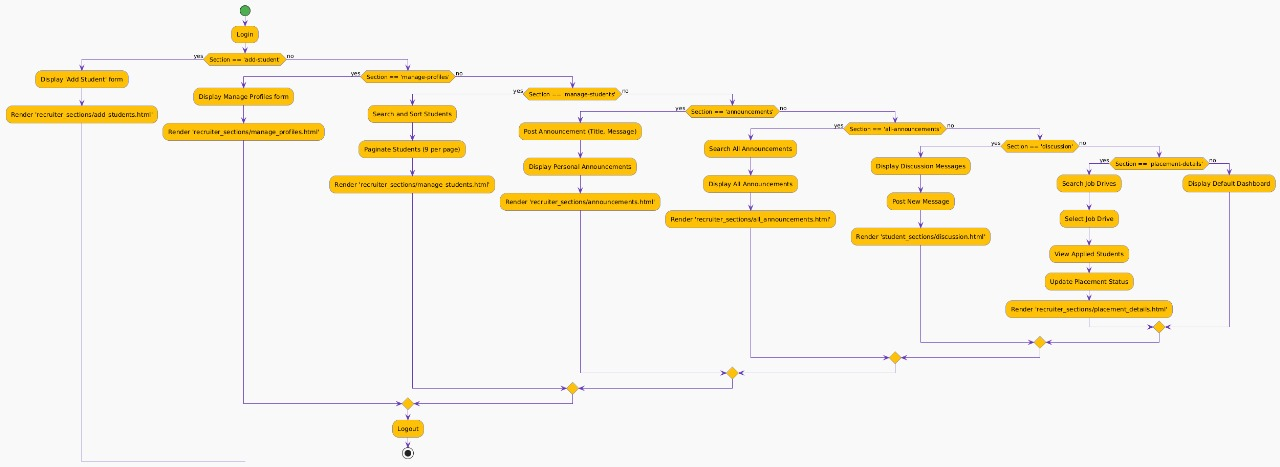 Login
yes
Section == 'add-student'
no
Display 'Add Student' form
Render 'recruiter_sections/add_students.html'
yes
Section == 'manage-profiles'
no
Display Manage Profiles form
Render 'recruiter_sections/manage_profiles.html'
yes
Section == 'manage-students'
no
Search and Sort Students
Paginate Students (9 per page)
Render 'recruiter_sections/manage_students.html'
yes
Section == 'announcements'
no
Post Announcement (Title, Message)
Display Personal Announcements
Render 'recruiter_sections/announcements.html'
yes
Section == 'all-announcements'
no
Search All Announcements
Display All Announcements
Render 'recruiter_sections/all_announcements.html'
yes
Section == 'discussion'
no
Display Discussion Messages
Post New Message
Render 'student_sections/discussion.html'
yes
Section == 'placement-details'
no
Search Job Drives
Select Job Drive
View Applied Students
Update Placement Status
Render 'recruiter_sections/placement_details.html'
Display Default Dashboard
Logout